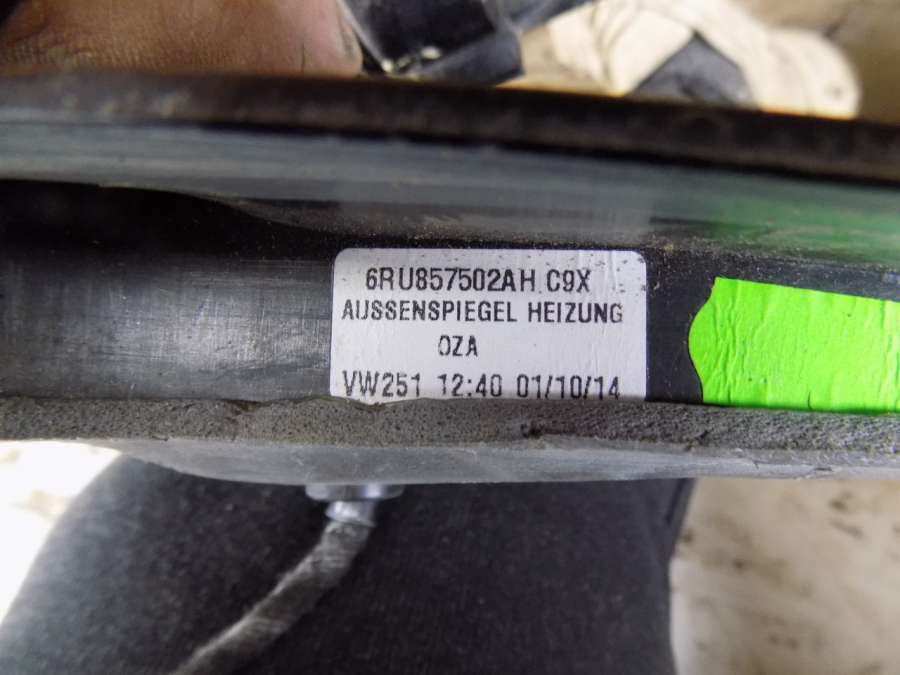 6RU857502AH C9X
AUSSENSPIEGEL HEIZUNG
OZA
VW251 12:40 01/10/14